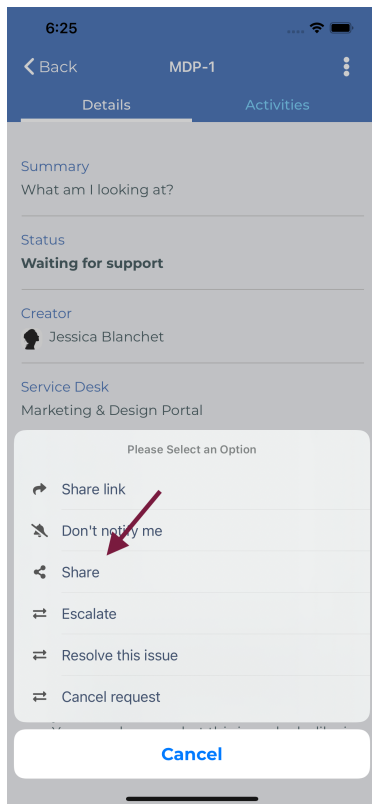 6:25
Back
MDP-1
Details
Activities
Summary
What am I looking at?
Status
Waiting for support
Creator
Jessica Blanchet
Service Desk
Marketing & Design Portal
Please Select an Option
Share link
Don't notify me
Share
Escalate
Resolve this issue
Cancel request
Cancel